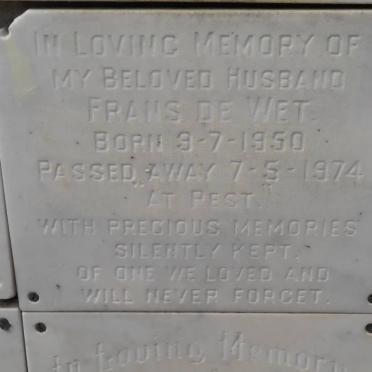 IN LOVING MEMORY OF
MY BELOVED HUSBAND
FRANS DE WET.
BORN 9-7-1950
PASSED AWAY 7-5-1974
"AT REST."
WITH PRECIOUS MEMORIES
SILENTLY KEPT,
OF ONE WE LOVED AND
WILL NEVER FORGET.
In Loving Memory